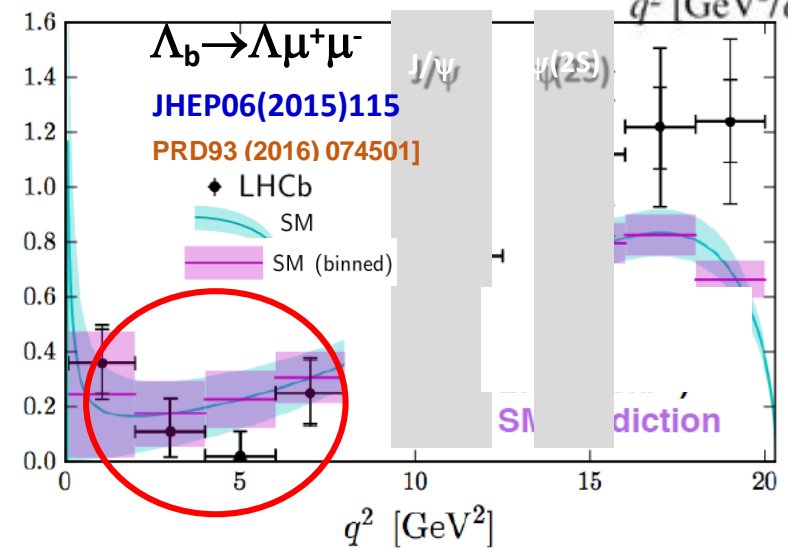 q² [GeV²/
1.6
Λb→Λμ⁺μ⁻
J/ψ
ψ(2S)
1.4
JHEP06(2015)115
1.2
PRD93 (2016) 074501]
1.0
LHCb
SM
0.8
SM (binned)
0.6
0.4
0.2
SM diction
0.0
0 5 10 15 20
q² [GeV²]